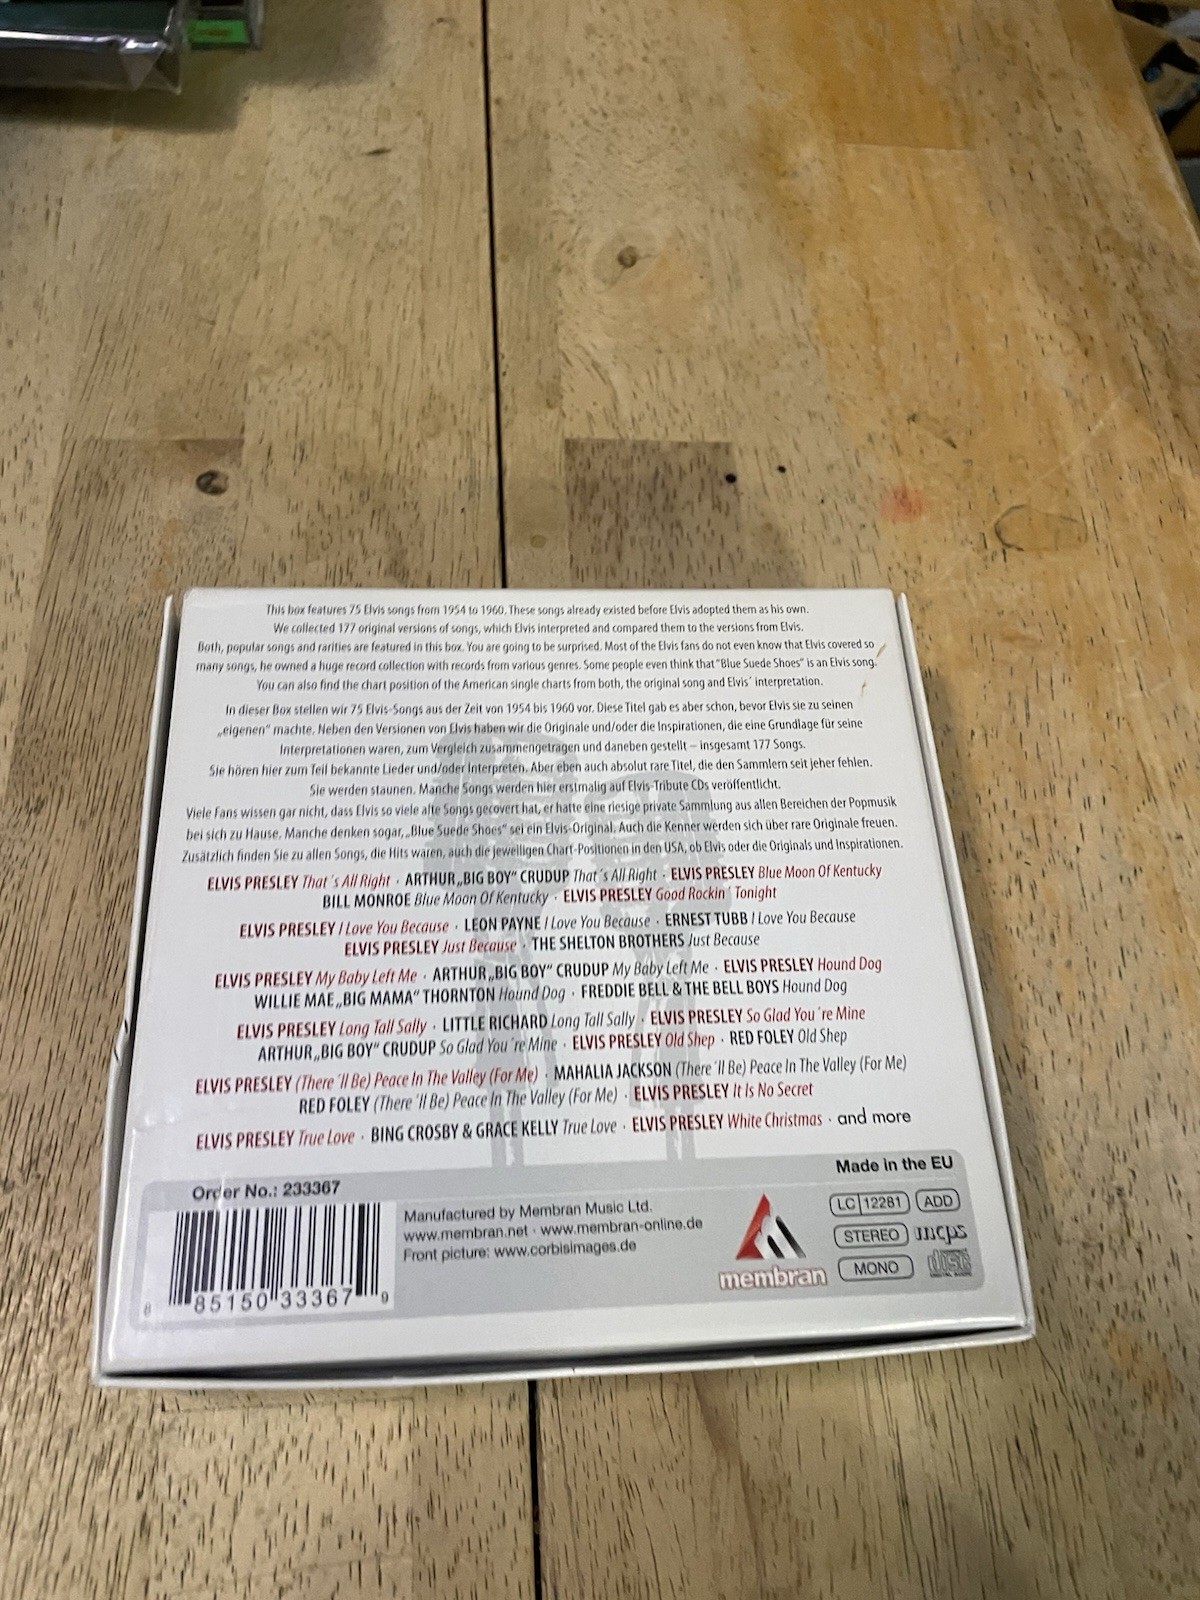 This box features 75 Elvis songs from 1954 to 1960. These songs already existed before Elvis adopted them as his own.
We collected 177 original versions of songs, which Elvis interpreted and compared them to the versions from Elvis.
Both, popular songs and rarities are featured in this box. You are going to be surprised. Most of the Elvis fans do not even know that Elvis covered so
many songs, he owned a huge record collection with records from various genres. Some people even think that "Blue Suede Shoes" is an Elvis song.
You can also find the chart position of the American single charts from both, the original song and Elvis´ interpretation.
In dieser Box stellen wir 75 Elvis-Songs aus der Zeit von 1954 bis 1960 vor. Diese Titel gab es aber schon, bevor Elvis sie zu seinen
„eigenen" machte. Neben den Versionen von Elvis haben wir die Originale und/oder die Inspirationen, die eine Grundlage für seine
Interpretationen waren, zum Vergleich zusammengetragen und daneben gestellt – insgesamt 177 Songs.
Sie hören hier zum Teil bekannte Lieder und/oder Interpreten. Aber eben auch absolut rare Titel, die den Sammlern seit jeher fehlen.
Sie werden staunen. Manche Songs werden hier erstmalig auf Elvis-Tribute CDs veröffentlicht.
Viele Fans wissen gar nicht, dass Elvis so viele alte Songs gecovert hat, er hatte eine riesige private Sammlung aus allen Bereichen der Popmusik
bei sich zu Hause. Manche denken sogar, „Blue Suede Shoes" sei ein Elvis-Original. Auch die Kenner werden sich über rare Originale freuen.
Zusätzlich finden Sie zu allen Songs, die Hits waren, auch die jeweiligen Chart-Positionen in den USA, ob Elvis oder die Originals und Inspirationen.
ELVIS PRESLEY That´s All Right · ARTHUR „BIG BOY" CRUDUP That´s All Right · ELVIS PRESLEY Blue Moon Of Kentucky
BILL MONROE Blue Moon Of Kentucky · ELVIS PRESLEY Good Rockin´ Tonight
ELVIS PRESLEY I Love You Because · LEON PAYNE I Love You Because · ERNEST TUBB I Love You Because
ELVIS PRESLEY Just Because · THE SHELTON BROTHERS Just Because
ELVIS PRESLEY My Baby Left Me · ARTHUR „BIG BOY" CRUDUP My Baby Left Me · ELVIS PRESLEY Hound Dog
WILLIE MAE „BIG MAMA" THORNTON Hound Dog · FREDDIE BELL & THE BELL BOYS Hound Dog
ELVIS PRESLEY Long Tall Sally · LITTLE RICHARD Long Tall Sally · ELVIS PRESLEY So Glad You´re Mine
ARTHUR „BIG BOY" CRUDUP So Glad You´re Mine · ELVIS PRESLEY Old Shep · RED FOLEY Old Shep
ELVIS PRESLEY (There´ll Be) Peace In The Valley (For Me) · MAHALIA JACKSON (There´ll Be) Peace In The Valley (For Me)
RED FOLEY (There´ll Be) Peace In The Valley (For Me) · ELVIS PRESLEY It Is No Secret
ELVIS PRESLEY True Love · BING CROSBY & GRACE KELLY True Love · ELVIS PRESLEY White Christmas · and more
Made in the EU
Order No.: 233367
8 85150 33367 9
Manufactured by Membran Music Ltd.
www.membran.net · www.membran-online.de
Front picture: www.corbisimages.de
membran
LC 12281 ADD
STEREO mcps
MONO disc
DIGITAL AUDIO